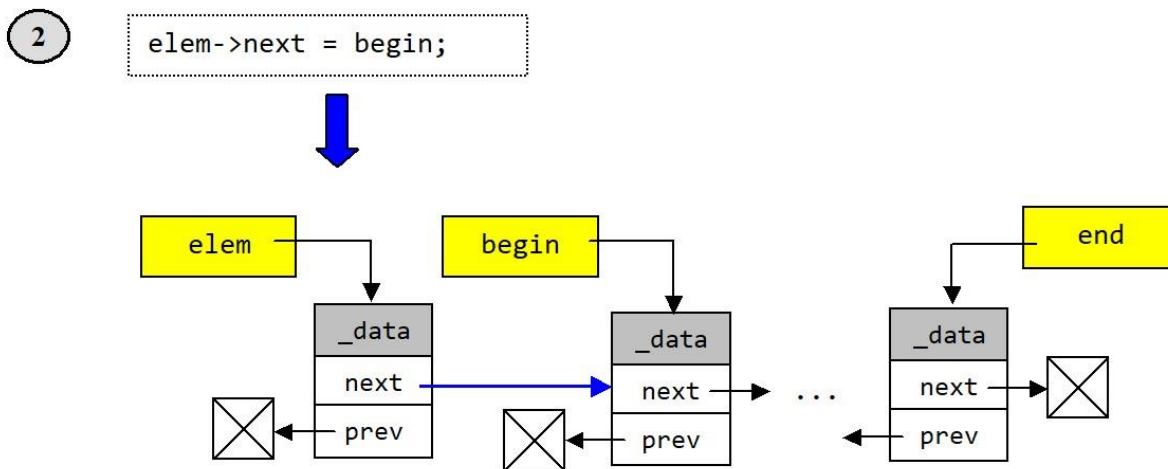 2
elem->next = begin;
elem
begin
end
_data
next
prev
_data
next
prev
...
_data
next
prev